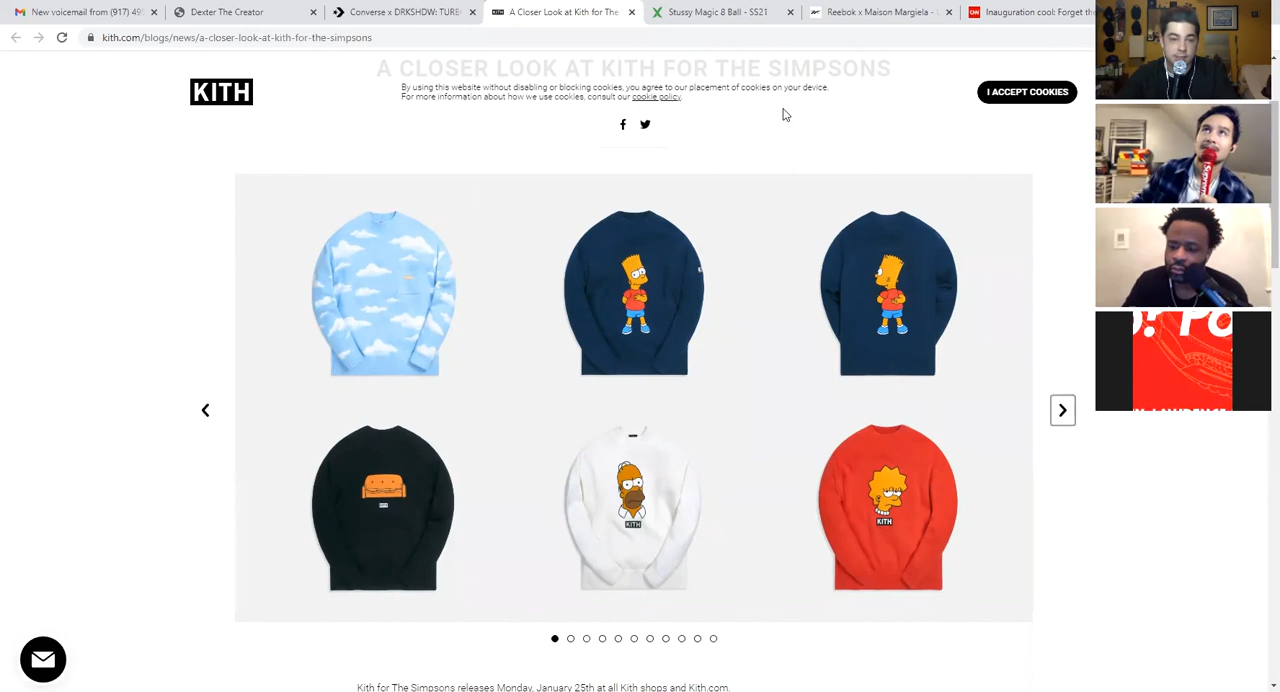 New voicemail from (917) 495
Dexter The Creator
Converse x DRKSHDW: TURB
A Closer Look at Kith for The
Stussy Magic 8 Ball - SS21
Reebok x Maison Margiela -
Inauguration cool: Forget the
kith.com/blogs/news/a-closer-look-at-kith-for-the-simpsons
A CLOSER LOOK AT KITH FOR THE SIMPSONS
KITH
By using this website without disabling or blocking cookies, you agree to our placement of cookies on your device.
For more information about how we use cookies, consult our cookie policy.
I ACCEPT COOKIES
KITH
KITH
KITH
Kith for The Simpsons releases Monday, January 25th at all Kith shops and Kith.com.